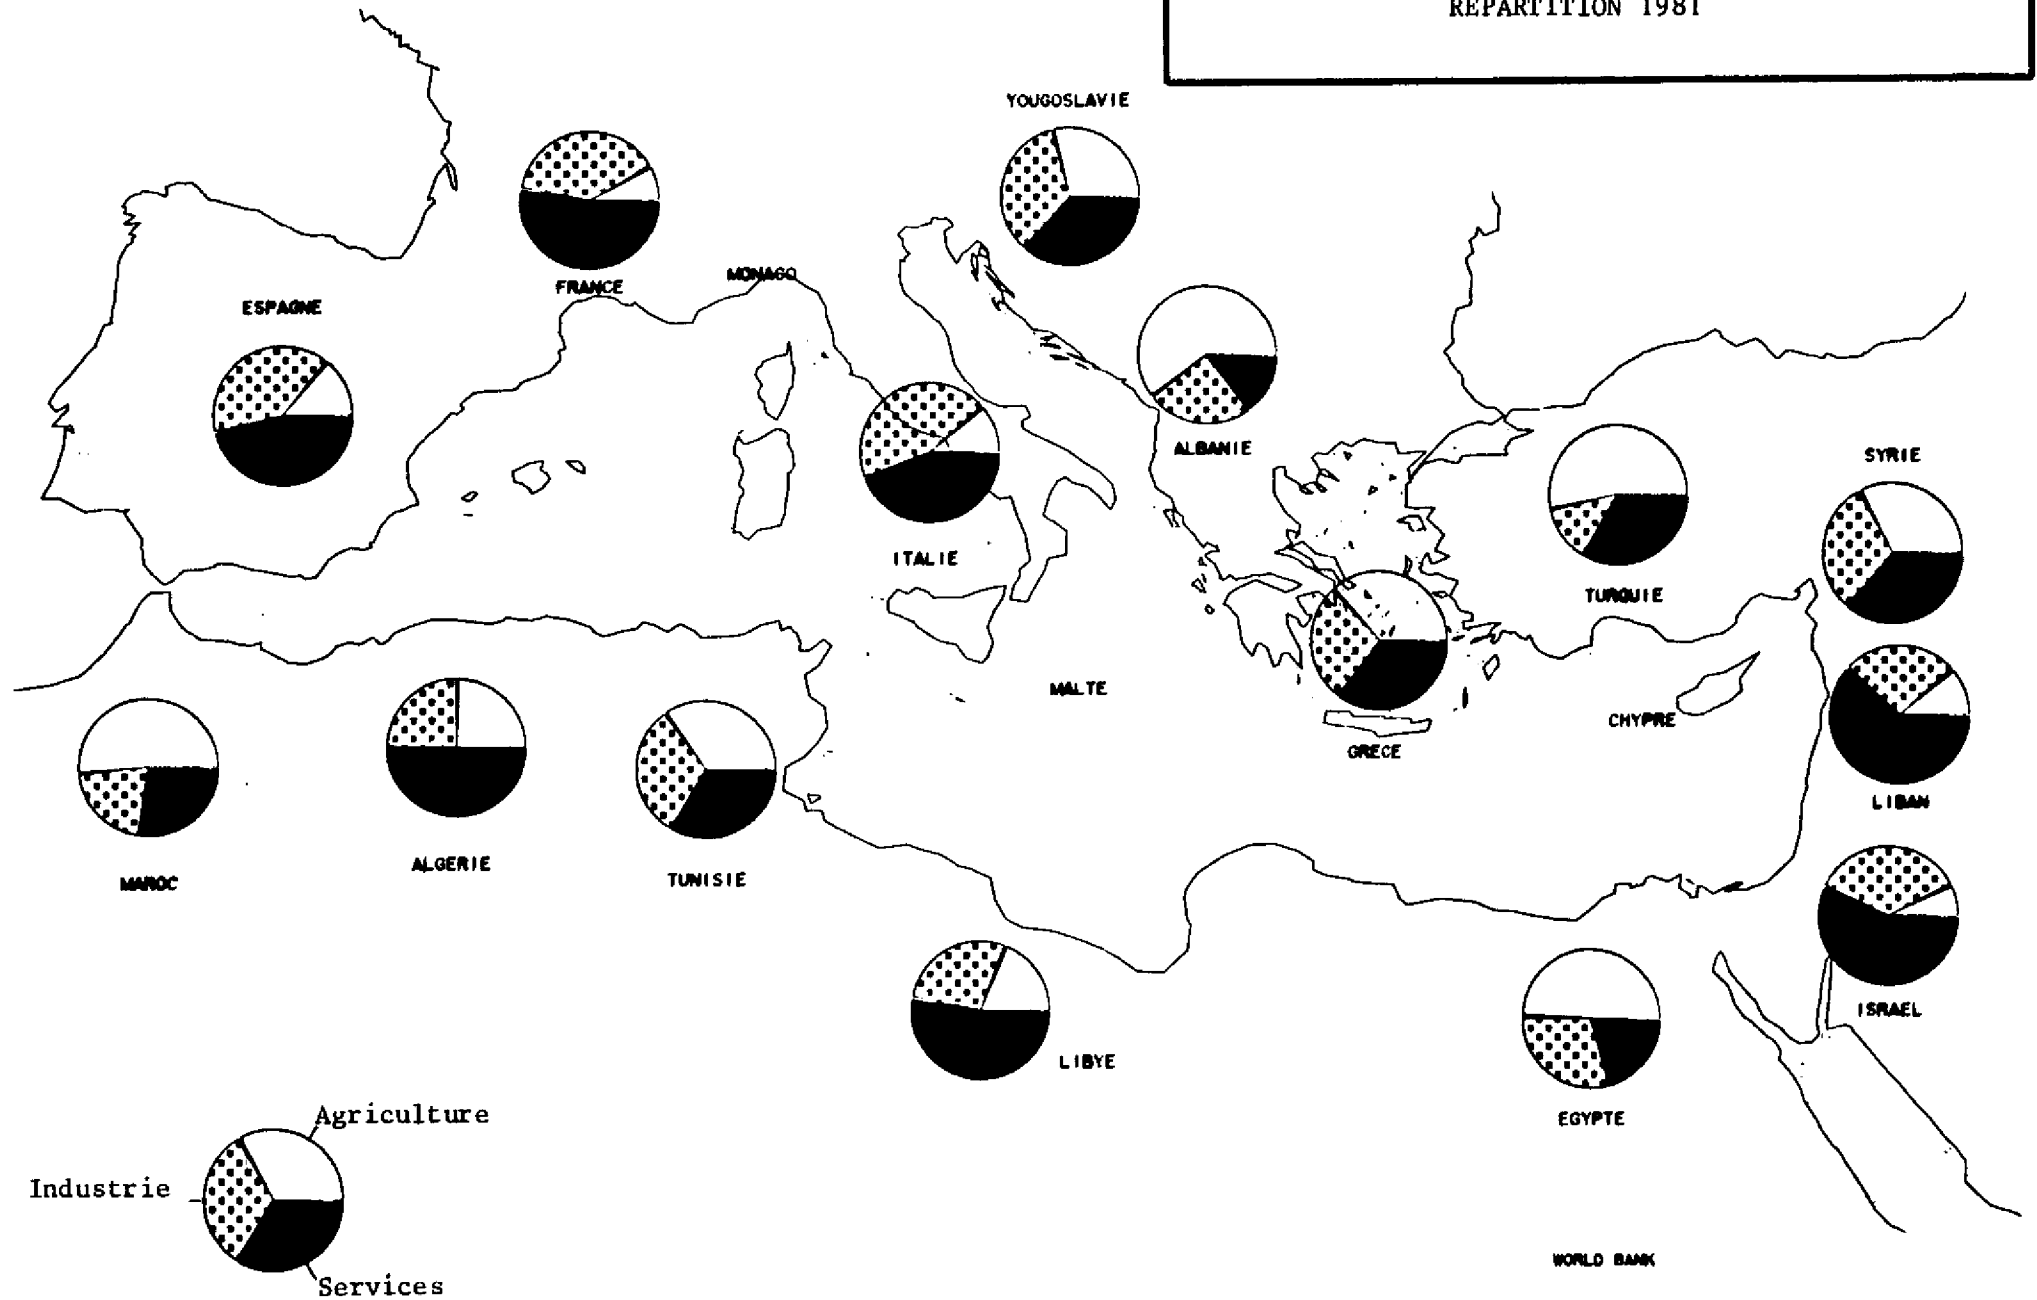 REPARTITION 1981
YOUGOSLAVIE
FRANCE
MONACO
ESPAGNE
ALBANIE
SYRIE
ITALIE
TURQUIE
MALTE
CHYPRE
GRECE
LIBAN
MAROC
ALGERIE
TUNISIE
ISRAEL
LIBYE
EGYPTE
Agriculture
Industrie
Services
WORLD BANK